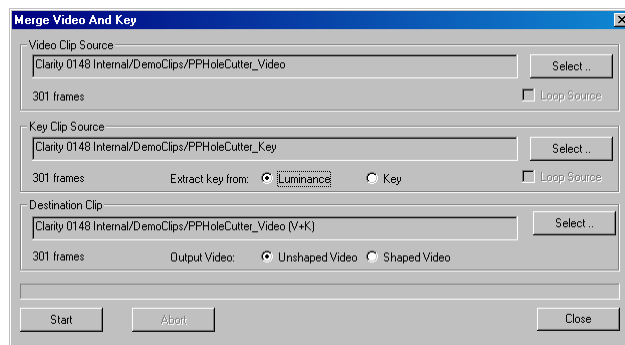 Merge Video And Key
Video Clip Source
Clarity 0148 Internal/DemoClips/PPHoleCutter_Video
Select ..
301 frames
Loop Source
Key Clip Source
Clarity 0148 Internal/DemoClips/PPHoleCutter_Key
Select ..
301 frames Extract key from: Luminance Key
Loop Source
Destination Clip
Clarity 0148 Internal/DemoClips/PPHoleCutter_Video (V+K)
Select ..
301 frames Output Video: Unshaped Video Shaped Video
Start Abort Close